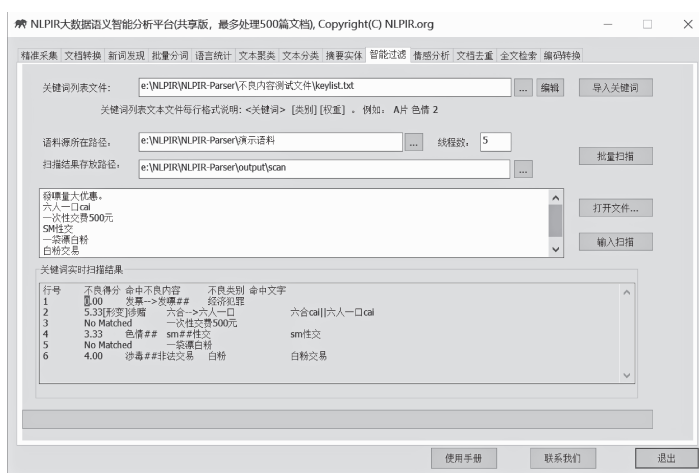 NLPIR大数据语义智能分析平台(共享版，最多处理500篇文档), Copyright(C) NLPIR.org
精准采集 文档转换 新词发现 批量分词 语言统计 文本聚类 文本分类 摘要实体 智能过滤 情感分析 文档去重 全文检索 编码转换
关键词列表文件: e:\NLPIR\NLPIR-Parser\不良内容测试文件\keylist.txt ... 编辑 导入关键词
关键词列表文本文件每行格式说明: <关键词> [类别] [权重] 。 例如: A片 色情 2
语料源所在路径: e:\NLPIR\NLPIR-Parser\演示语料 ... 线程数: 5
扫描结果存放路径: e:\NLPIR\NLPIR-Parser\output\scan ... 批量扫描
發嘌量大优惠。
六人一口cai
一次性交费500元
SM性交
一袋漂白粉
白粉交易
打开文件...
输入扫描
关键词实时扫描结果
行号 不良得分 命中不良内容 不良类别 命中文字
1 .00 发票-->发嘌## 经济犯罪
2 5.33[形变]涉赌 六合-->六人一口 六合cai||六人一口cai
3 No Matched 一次性交费500元
4 3.33 色情## sm##性交 sm性交
5 No Matched 一袋漂白粉
6 4.00 涉毒##非法交易 白粉 白粉交易
使用手册 联系我们 退出